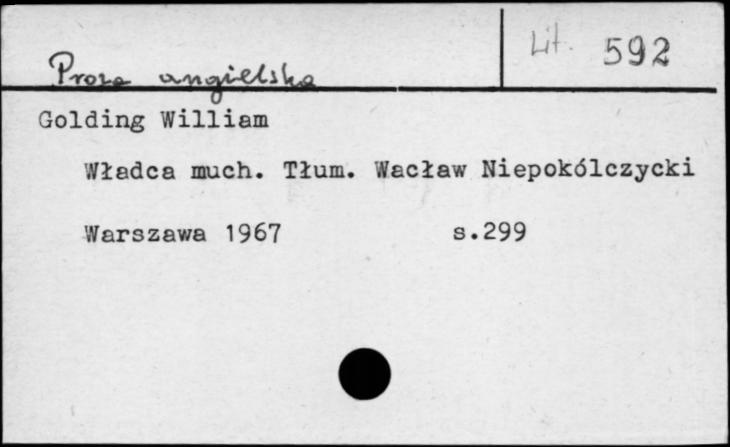 Lit. 592
Proza angielska
Golding William
Władca much. Tłum. Wacław Niepokólczycki
Warszawa 1967 s.299